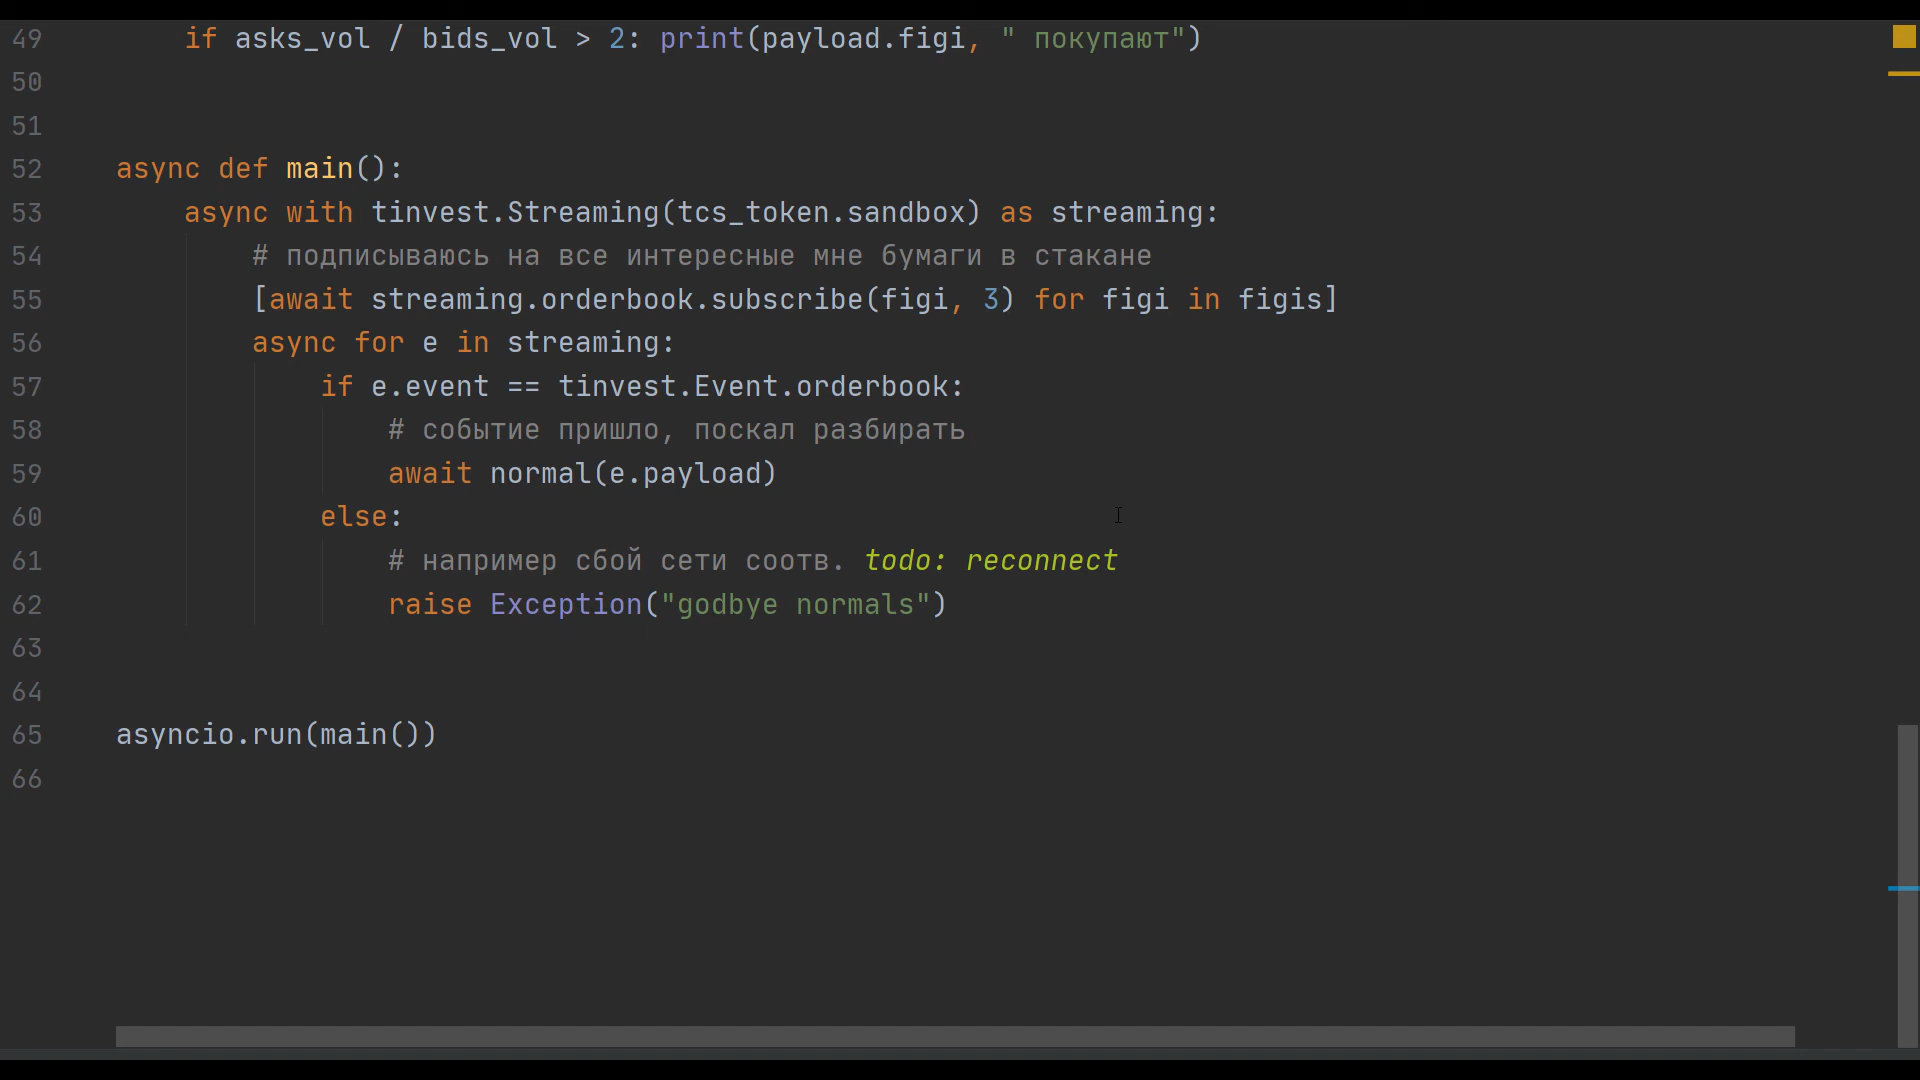 49 if asks_vol / bids_vol > 2: print(payload.figi, " покупают")
50
51
52 async def main():
53 async with tinvest.Streaming(tcs_token.sandbox) as streaming:
54 # подписываюсь на все интересные мне бумаги в стакане
55 [await streaming.orderbook.subscribe(figi, 3) for figi in figis]
56 async for e in streaming:
57 if e.event == tinvest.Event.orderbook:
58 # событие пришло, поскал разбирать
59 await normal(e.payload)
60 else:
61 # например сбой сети соотв. todo: reconnect
62 raise Exception("godbye normals")
63
64
65 asyncio.run(main())
66